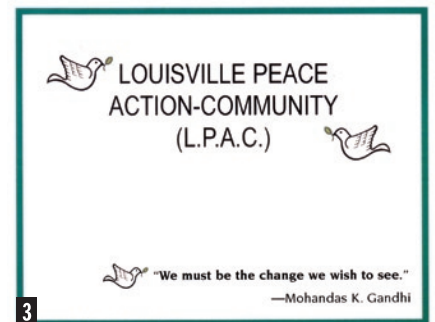 LOUISVILLE PEACE
ACTION-COMMUNITY
(L.P.A.C.)
"We must be the change we wish to see."
—Mohandas K. Gandhi
3